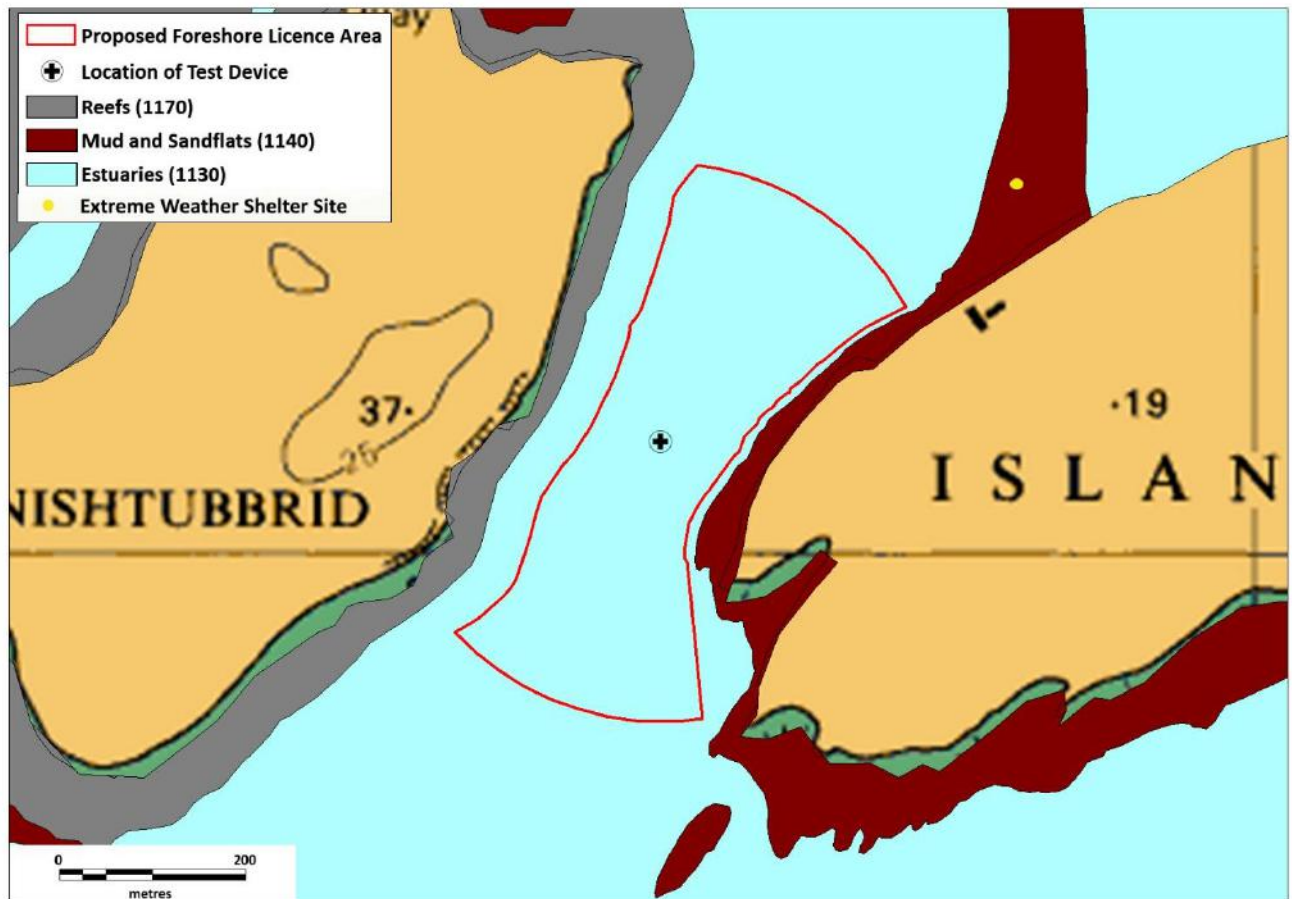 Proposed Foreshore Licence Area
Location of Test Device
Reefs (1170)
Mud and Sandflats (1140)
Estuaries (1130)
Extreme Weather Shelter Site
37
25
19
NISHTUBBRID
ISLAN
0 200
metres